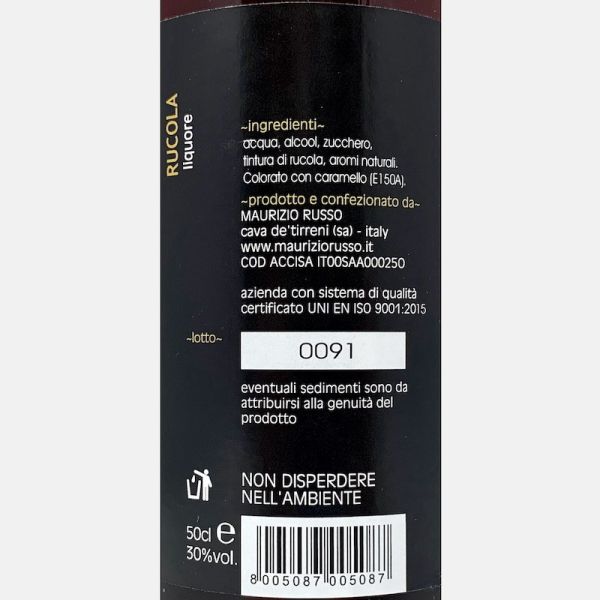 RUCOLA
liquore
~ingredienti~
acqua, alcool, zucchero,
tintura di rucola, aromi naturali.
Colorato con caramello (E150A).
~prodotto e confezionato da~
MAURIZIO RUSSO
cava de'tirreni (sa) - italy
www.mauriziorusso.it
COD ACCISA IT00SAA000250
azienda con sistema di qualità
certificato UNI EN ISO 9001:2015
~lotto~
0091
eventuali sedimenti sono da
attribuirsi alla genuità del
prodotto
NON DISPERDERE
NELL'AMBIENTE
50cl e
30%vol.
8 005087 005087